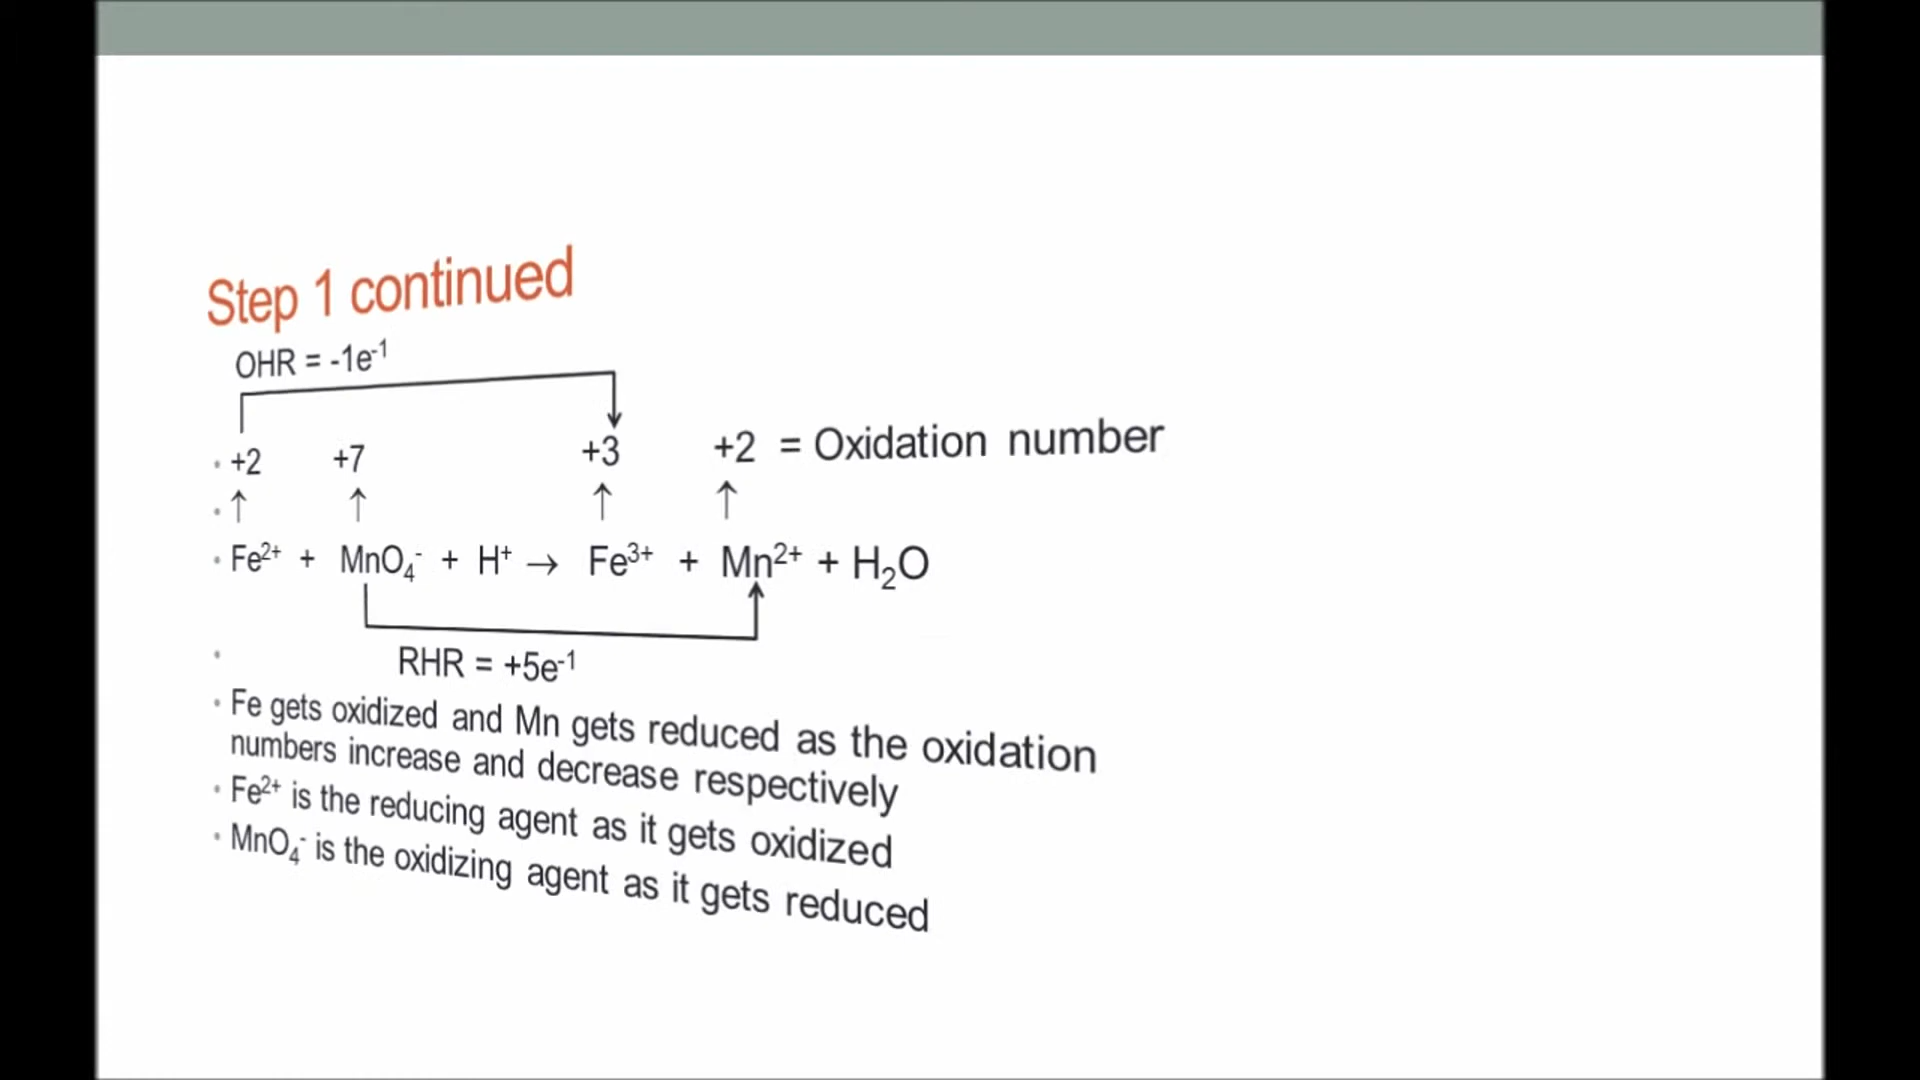 Step 1 continued
OHR = -1e⁻¹
• +2 +7 +3 +2 = Oxidation number
• ↑ ↑ ↑ ↑
• Fe²⁺ + MnO₄⁻ + H⁺ → Fe³⁺ + Mn²⁺ + H₂O
• RHR = +5e⁻¹
• Fe gets oxidized and Mn gets reduced as the oxidation
numbers increase and decrease respectively
• Fe²⁺ is the reducing agent as it gets oxidized
• MnO₄⁻ is the oxidizing agent as it gets reduced